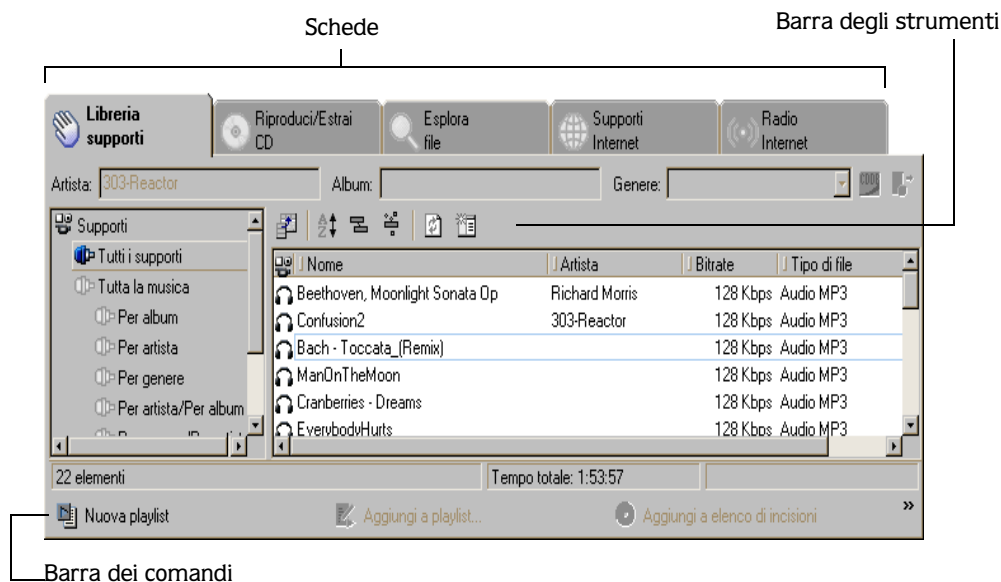 Schede
Barra degli strumenti
Libreria supporti
Riproduci/Estrai CD
Esplora file
Supporti Internet
Radio Internet
Artista: 303-Reactor
Album:
Genere:
Supporti
Tutti i supporti
Tutta la musica
Per album
Per artista
Per genere
Per artista/Per album
Nome Artista Bitrate Tipo di file
Beethoven, Moonlight Sonata Op Richard Morris 128 Kbps Audio MP3
Confusion2 303-Reactor 128 Kbps Audio MP3
Bach - Toccata_(Remix) 128 Kbps Audio MP3
ManOnTheMoon 128 Kbps Audio MP3
Cranberries - Dreams 128 Kbps Audio MP3
EverybodyHurts 128 Kbps Audio MP3
22 elementi
Tempo totale: 1:53:57
Nuova playlist
Aggiungi a playlist...
Aggiungi a elenco di incisioni
»
Barra dei comandi